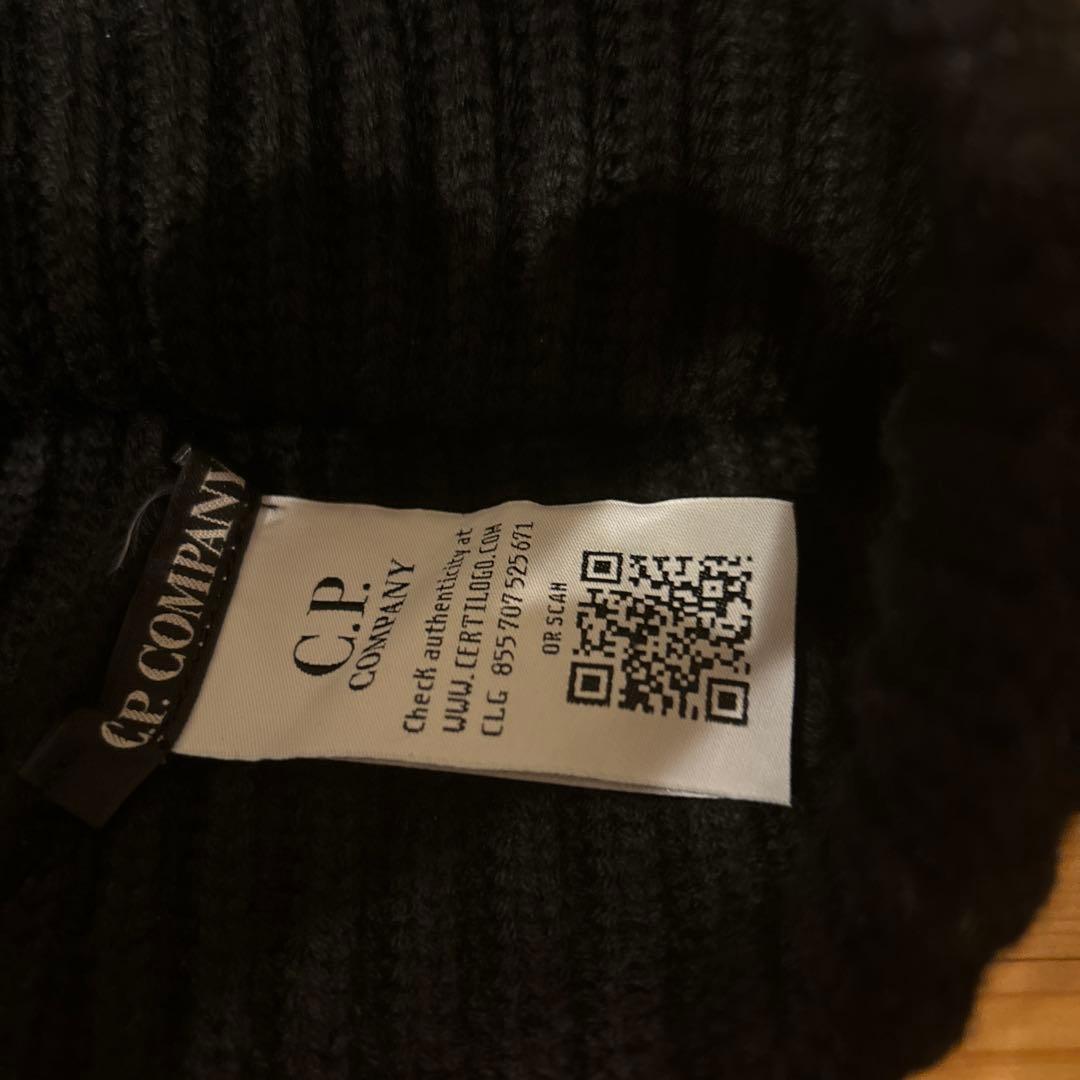 C.P. COMPANY
C.P.
COMPANY
Check authenticity at
WWW.CERTILOGO.COM
CLG 855 707 525 671
OR SCAN